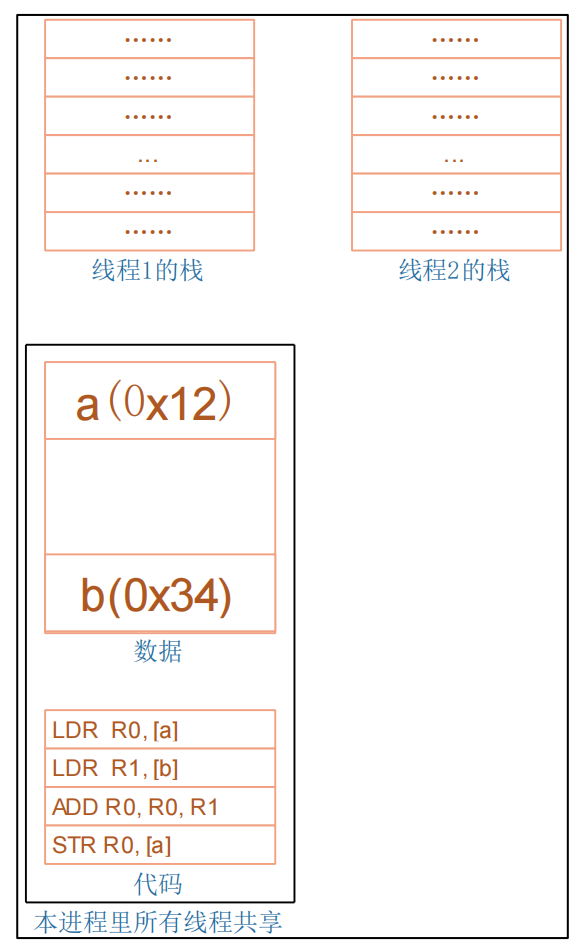 ...... ......
...... ......
...... ......
... ...
...... ......
...... ......
线程1的栈 线程2的栈
a(0x12)
b(0x34)
数据
LDR R0, [a]
LDR R1, [b]
ADD R0, R0, R1
STR R0, [a]
代码
本进程里所有线程共享